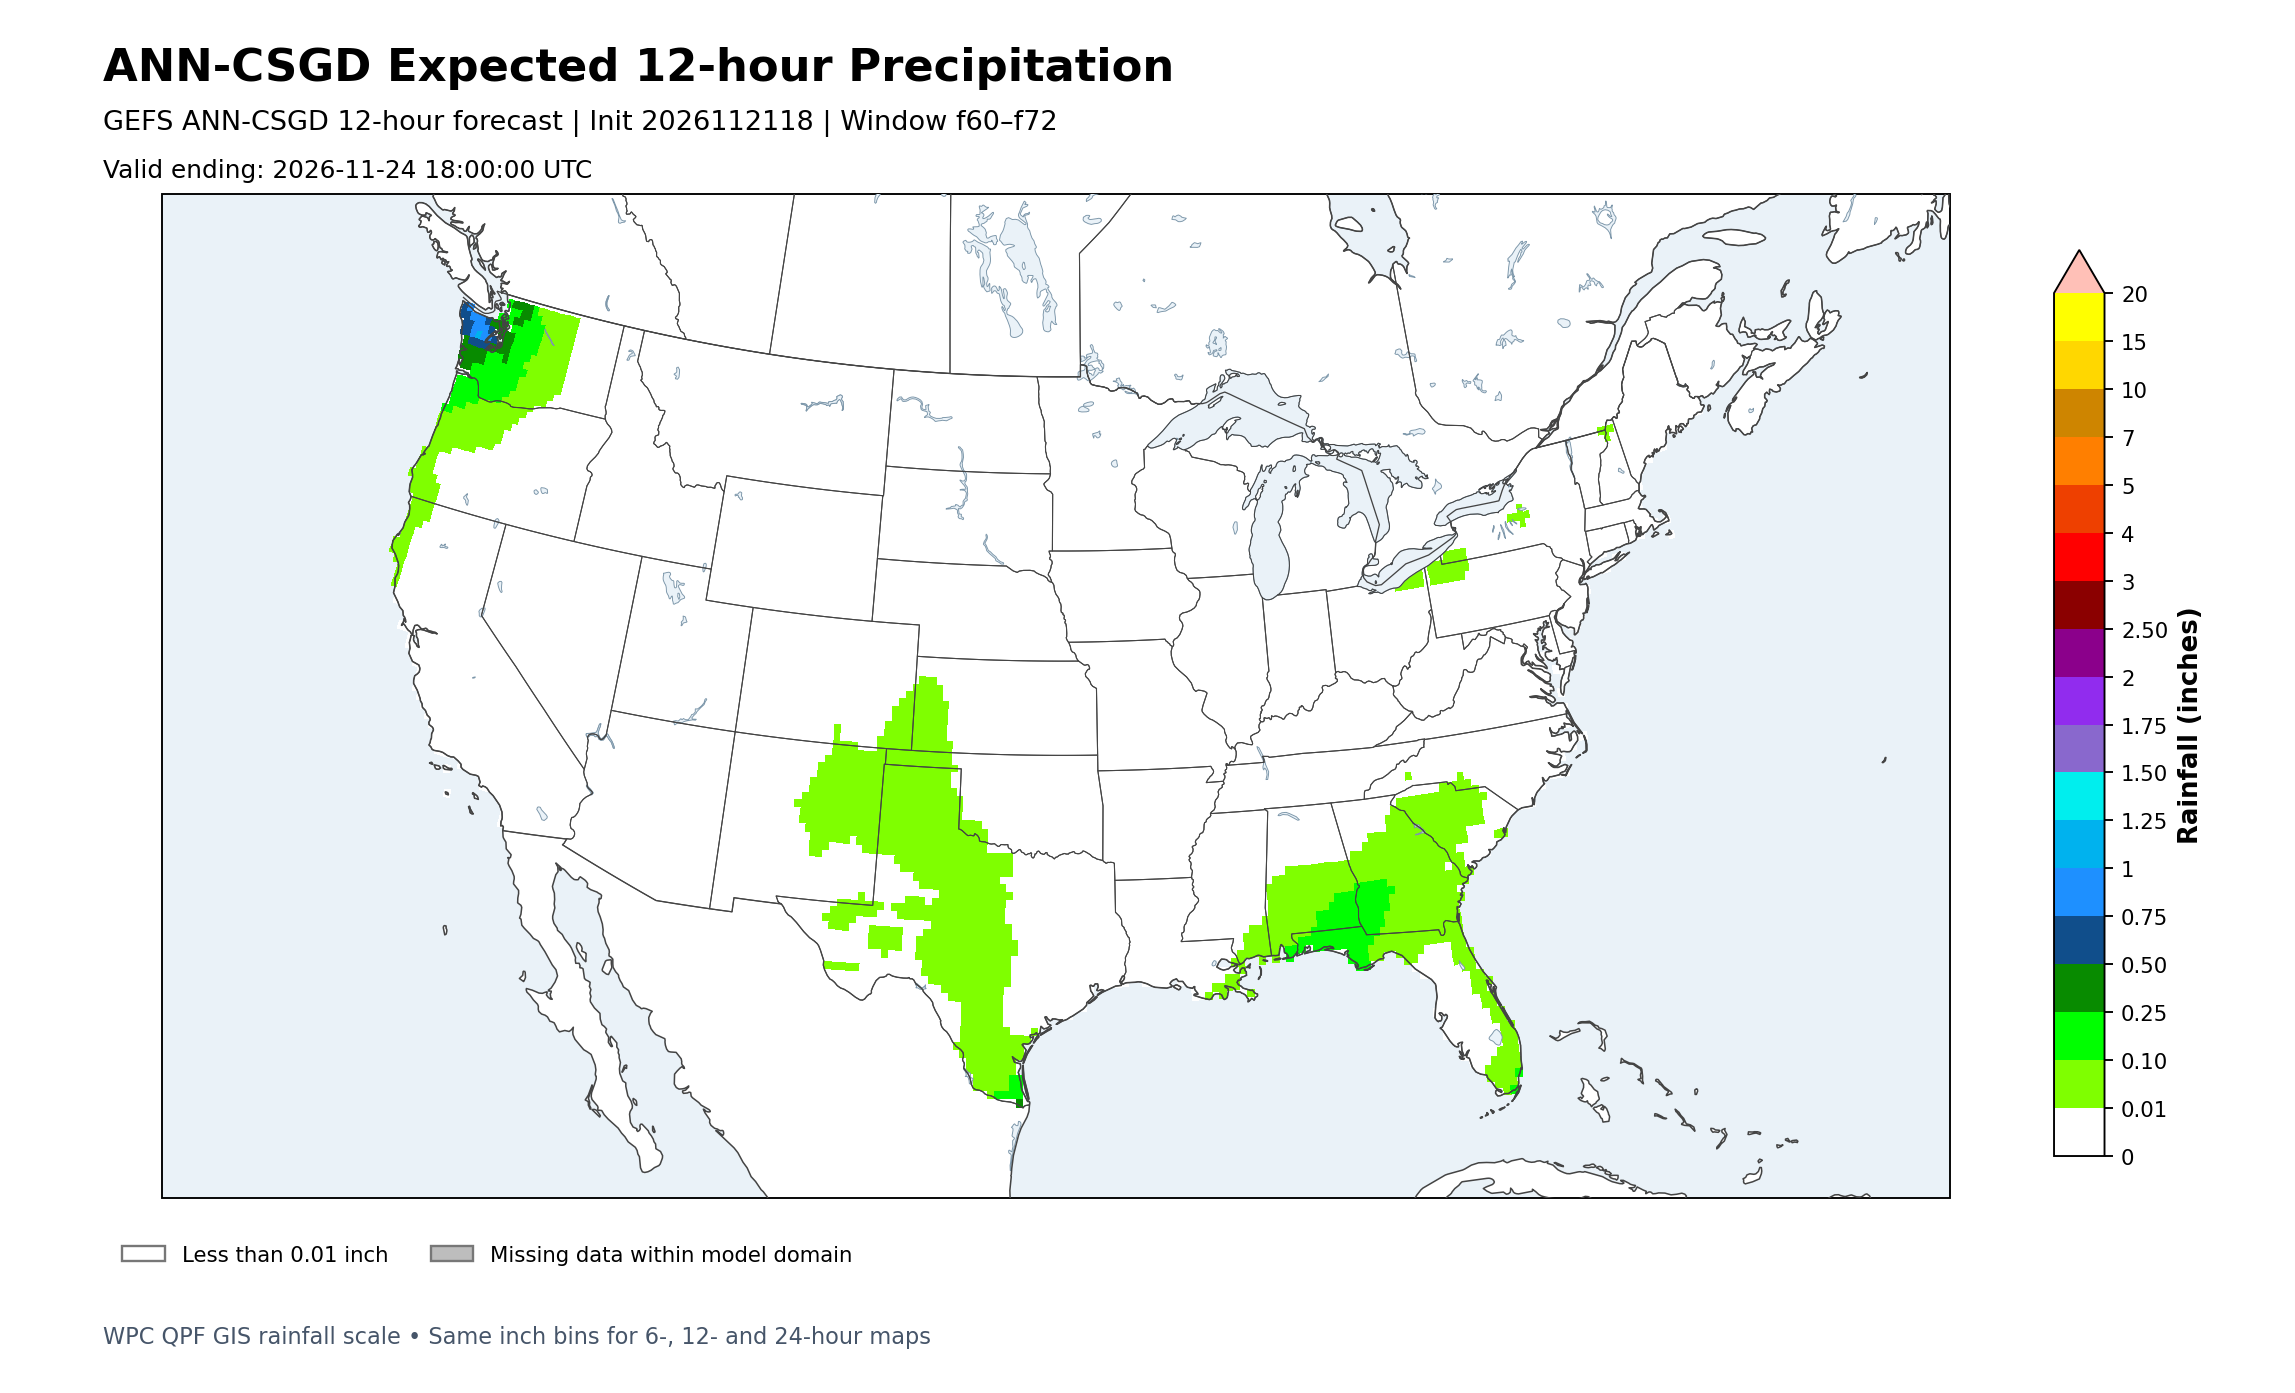 ANN-CSGD Expected 12-hour Precipitation
GEFS ANN-CSGD 12-hour forecast | Init 2026112118 | Window f60–f72
Valid ending: 2026-11-24 18:00:00 UTC
20
15
10
7
5
4
3
2.50
2
1.75
1.50
1.25
1
0.75
0.50
0.25
0.10
0.01
0
Rainfall (inches)
Less than 0.01 inch
Missing data within model domain
WPC QPF GIS rainfall scale • Same inch bins for 6-, 12- and 24-hour maps